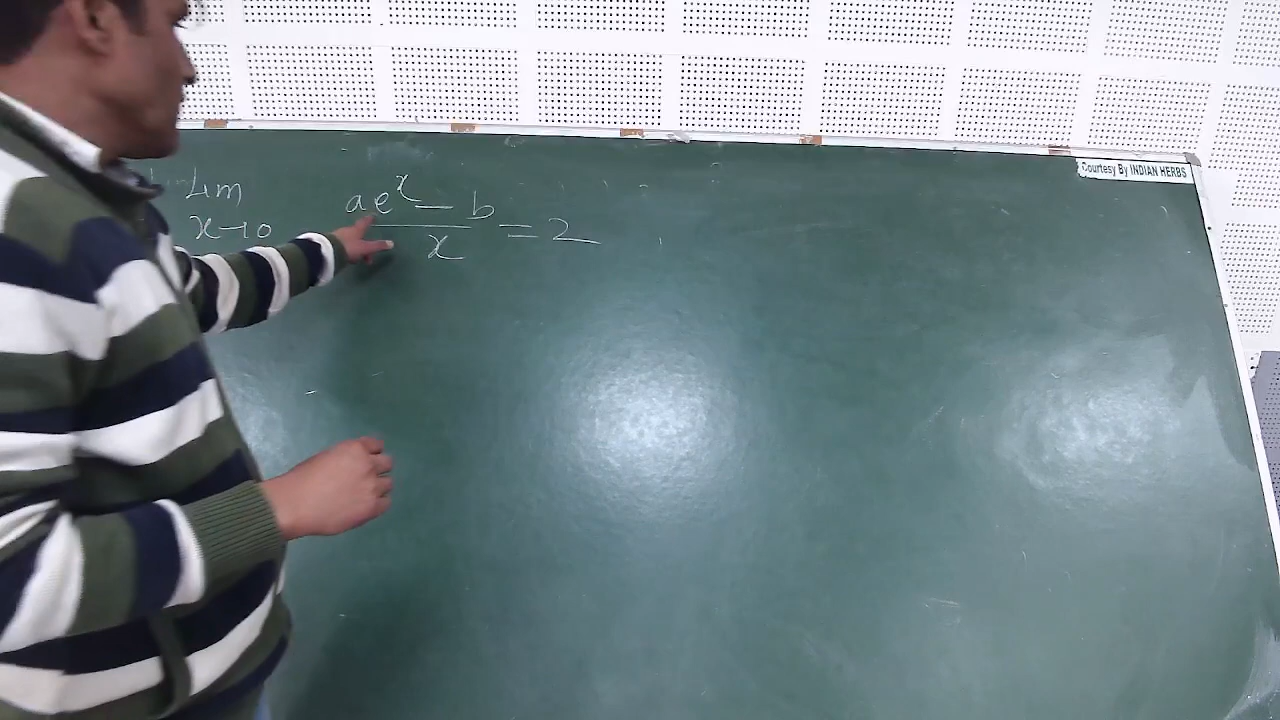 Lim ae^x - b
x→0 x = 2
Courtesy By INDIAN HERBS